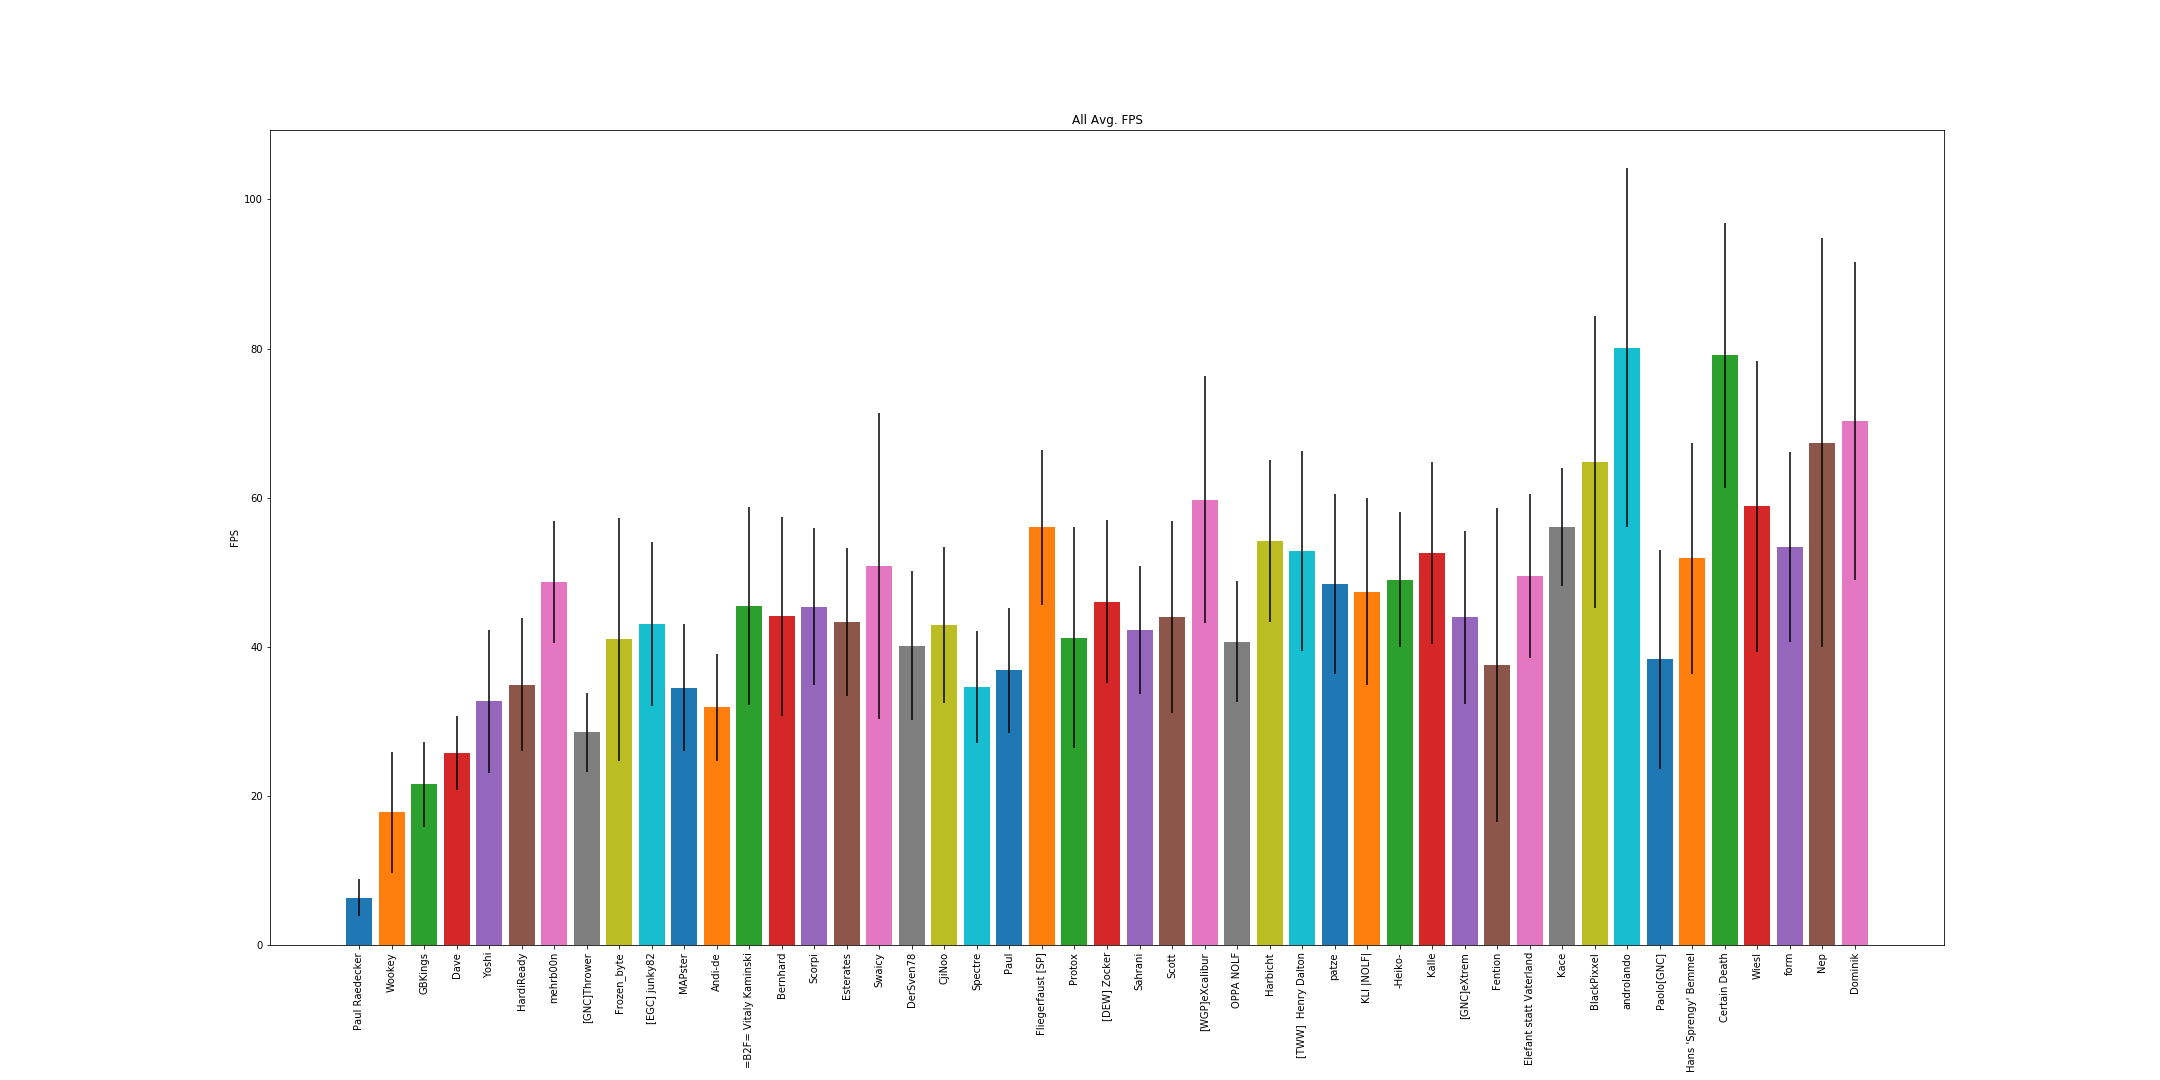 All Avg. FPS
100
80
60
40
20
0
FPS
Paul Raedecker
Wookey
GBKings
Dave
Yoshi
HardiReady
mehrb00n
[GNC]Thrower
Frozen_byte
[EGC] junky82
MAPster
Andi-de
=B2F= Vitaly Kaminski
Bernhard
Scorpi
Esterates
Swaicy
DerSven78
CjiNoo
Spectre
Paul
Fliegerfaust [SP]
Protox
[DEW] Zocker
Sahrani
Scott
[WGP]eXcalibur
OPPA NOLF
Harbicht
[TWW]  Henry Dalton
patze
KLI |NOLF|
-Heiko-
Kalle
[GNC]eXtrem
Fention
Elefant statt Vaterland
Kace
BlackPixxel
androlando
Paolo[GNC]
Hans 'Sprengy' Bemmel
Certain Death
Wiesl
form
Nep
Dominik